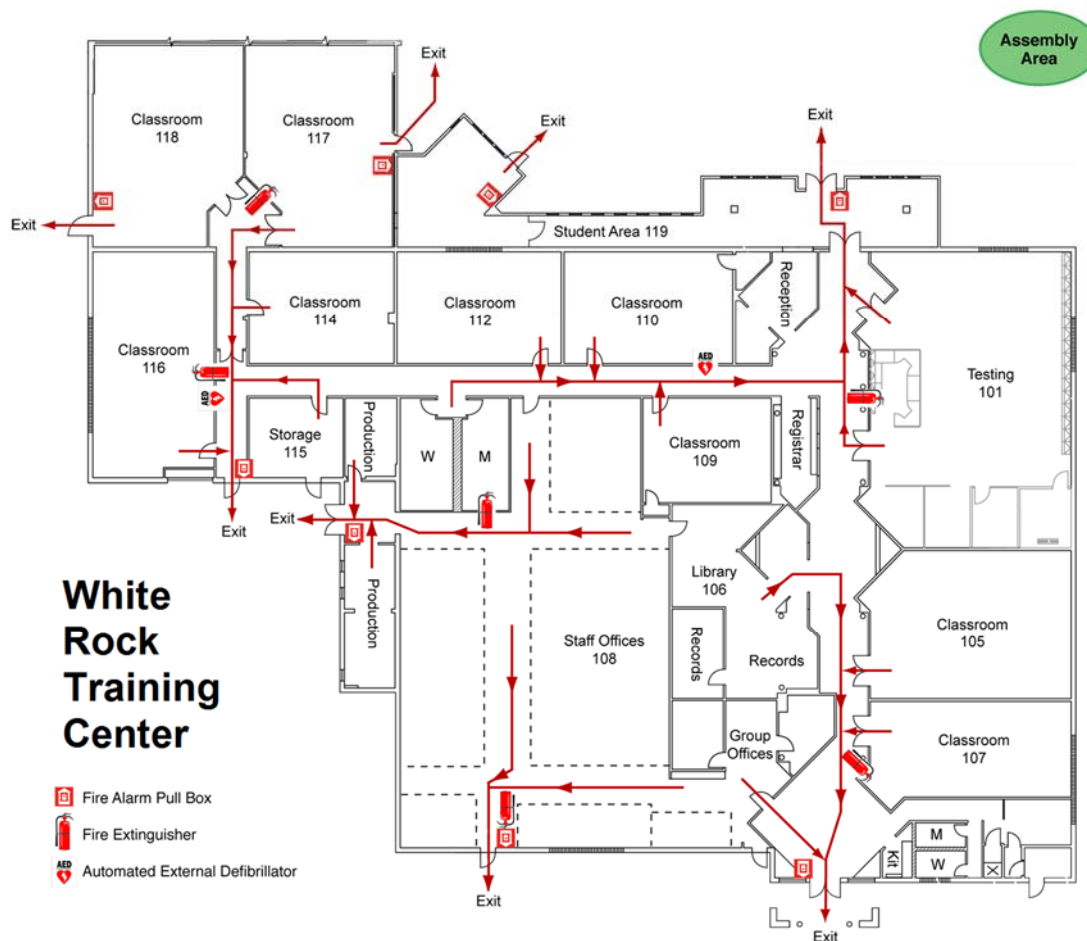 Assembly
Area
Exit
Exit
Exit
Classroom
118
Classroom
117
Exit
Student Area 119
Classroom
114
Classroom
112
Classroom
110
Reception
Classroom
116
AED
AED
Testing
101
Storage
115
Production
W
M
Classroom
109
Registrar
Exit
Exit
Library
106
Production
Staff Offices
108
Records
Records
Classroom
105
Group
Offices
Classroom
107
M
W
Kit
X
Exit
Exit
White
Rock
Training
Center
Fire Alarm Pull Box
Fire Extinguisher
AED
Automated External Defibrillator